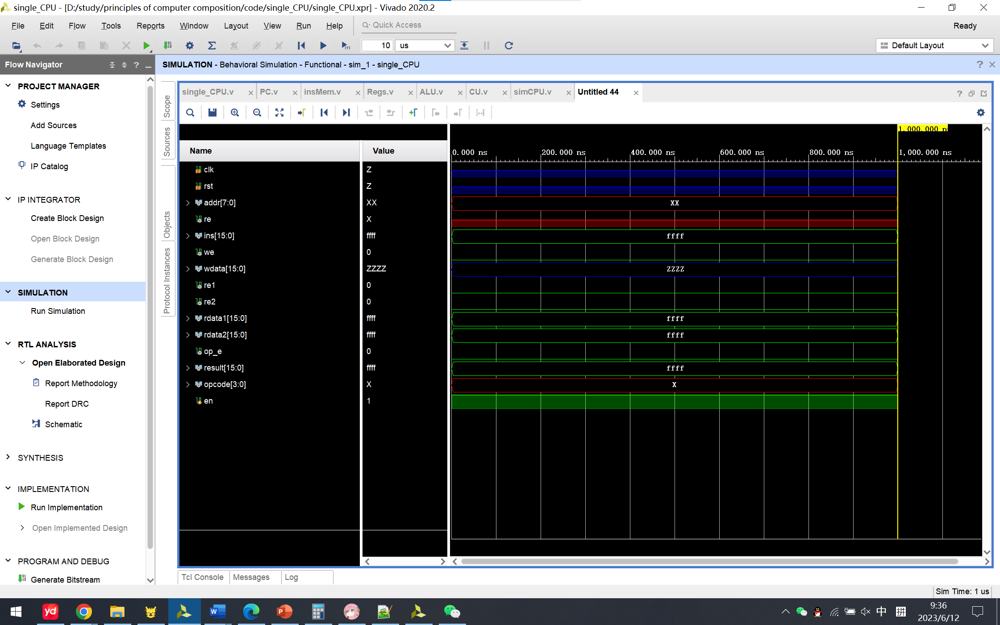 single_CPU - [D:/study/principles of computer composition/code/single_CPU/single_CPU.xpr] - Vivado 2020.2
File Edit Flow Tools Reports Window Layout View Run Help Quick Access Ready
10 us Default Layout
Flow Navigator ? SIMULATION - Behavioral Simulation - Functional - sim_1 - single_CPU ?
PROJECT MANAGER
Settings
Add Sources
Language Templates
IP Catalog
IP INTEGRATOR
Create Block Design
Open Block Design
Generate Block Design
SIMULATION
Run Simulation
RTL ANALYSIS
Open Elaborated Design
Report Methodology
Report DRC
Schematic
SYNTHESIS
IMPLEMENTATION
Run Implementation
Open Implemented Design
PROGRAM AND DEBUG
Generate Bitstream
Scope
Sources
Objects
Protocol Instances
single_CPU.v PC.v insMem.v Regs.v ALU.v CU.v simCPU.v Untitled 44 ?
1,000.000 n
Name Value
0.000 ns 200.000 ns 400.000 ns 600.000 ns 800.000 ns 1,000.000 ns
clk Z
rst Z
addr[7:0] XX XX
re X
ins[15:0] ffff ffff
we 0
wdata[15:0] ZZZZ ZZZZ
re1 0
re2 0
rdata1[15:0] ffff ffff
rdata2[15:0] ffff ffff
op_e 0
result[15:0] ffff ffff
opcode[3:0] X X
en 1
Tcl Console Messages Log
Sim Time: 1 us
yd
中
拼
9:36
2023/6/12